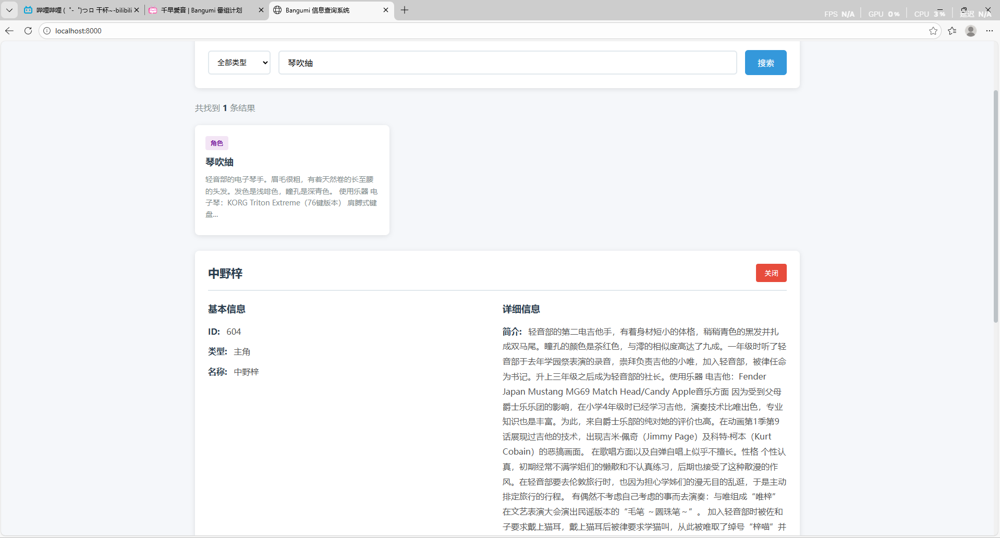 哔哩哔哩 ( ゜- ゜)つロ 干杯~-bilibili
千早愛音 | Bangumi 番组计划
Bangumi 信息查询系统
FPS N/A GPU 0% CPU 3% 延迟 N/A
localhost:8000
全部类型
琴吹紬
搜索
共找到 1 条结果
角色
琴吹紬
轻音部的电子琴手。眉毛很粗，有着天然卷的长至腰
的头发。发色是浅啡色，瞳孔是深青色。 使用乐器 电
子琴：KORG Triton Extreme（76键版本） 肩膊式键
盘...
中野梓
关闭
基本信息
ID: 604
类型: 主角
名称: 中野梓
详细信息
简介: 轻音部的第二电吉他手，有着身材短小的体格，稍稍青色的黑发并扎
成双马尾。瞳孔的颜色是茶红色，与澪的相似度高达了九成。一年级时听了轻
音部于去年学园祭表演的录音，崇拜负责吉他的小唯，加入轻音部，被律任命
为书记。升上三年级之后成为轻音部的社长。使用乐器 电吉他：Fender
Japan Mustang MG69 Match Head/Candy Apple音乐方面 因为受到父母
爵士乐乐团的影响，在小学4年级时已经学习吉他，演奏技术比唯出色，专业
知识也是丰富。为此，来自爵士乐部的纯对她的评价也高。在动画第1季第9
话展现过吉他的技术，出现吉米·佩奇（Jimmy Page）及科特·柯本（Kurt
Cobain）的恶搞画面。 在歌唱方面以及自弹自唱上似乎不擅长。性格 个性认
真，初期经常不满学姐们的懒散和不认真练习，后期也接受了这种散漫的作
风。在轻音部要去伦敦旅行时，也因为担心学姊们的漫无目的乱逛，于是主动
排定旅行的行程。 有偶然不考虑自己考虑的事而去演奏：与唯组成“唯梓”
在文艺表演大会演出民谣版本的“毛笔 ～圆珠笔～”。 加入轻音部时被佐和
子要求戴上猫耳，戴上猫耳后被律要求学猫叫，从此被唯取了绰号“梓喵”并